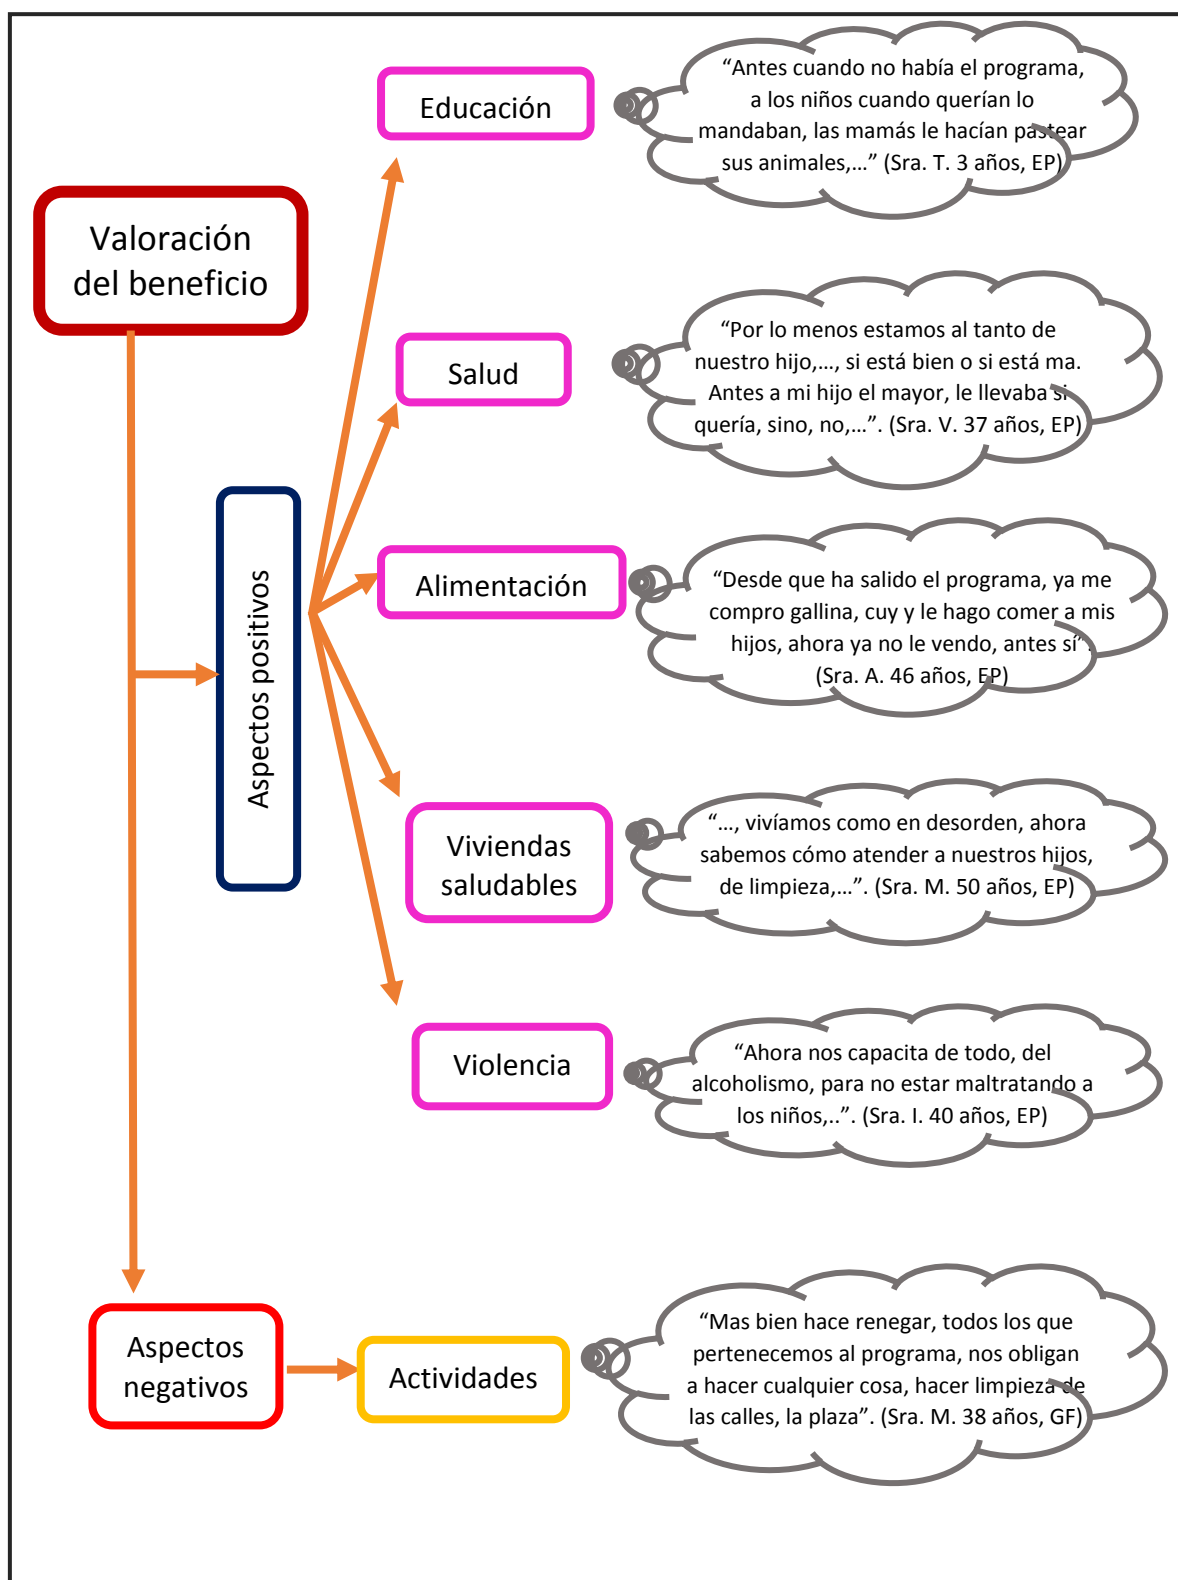 Valoración
del beneficio
Aspectos positivos
Educación
“Antes cuando no había el programa,
a los niños cuando querían lo
mandaban, las mamás le hacían pastear
sus animales,…” (Sra. T. 3 años, EP)
Salud
“Por lo menos estamos al tanto de
nuestro hijo,…, si está bien o si está ma.
Antes a mi hijo el mayor, le llevaba si
quería, sino, no,…”. (Sra. V. 37 años, EP)
Alimentación
“Desde que ha salido el programa, ya me
compro gallina, cuy y le hago comer a mis
hijos, ahora ya no le vendo, antes sí”.
(Sra. A. 46 años, EP)
Viviendas
saludables
“…, vivíamos como en desorden, ahora
sabemos cómo atender a nuestros hijos,
de limpieza,…”. (Sra. M. 50 años, EP)
Violencia
“Ahora nos capacita de todo, del
alcoholismo, para no estar maltratando a
los niños,..”. (Sra. I. 40 años, EP)
Aspectos
negativos
Actividades
“Mas bien hace renegar, todos los que
pertenecemos al programa, nos obligan
a hacer cualquier cosa, hacer limpieza de
las calles, la plaza”. (Sra. M. 38 años, GF)